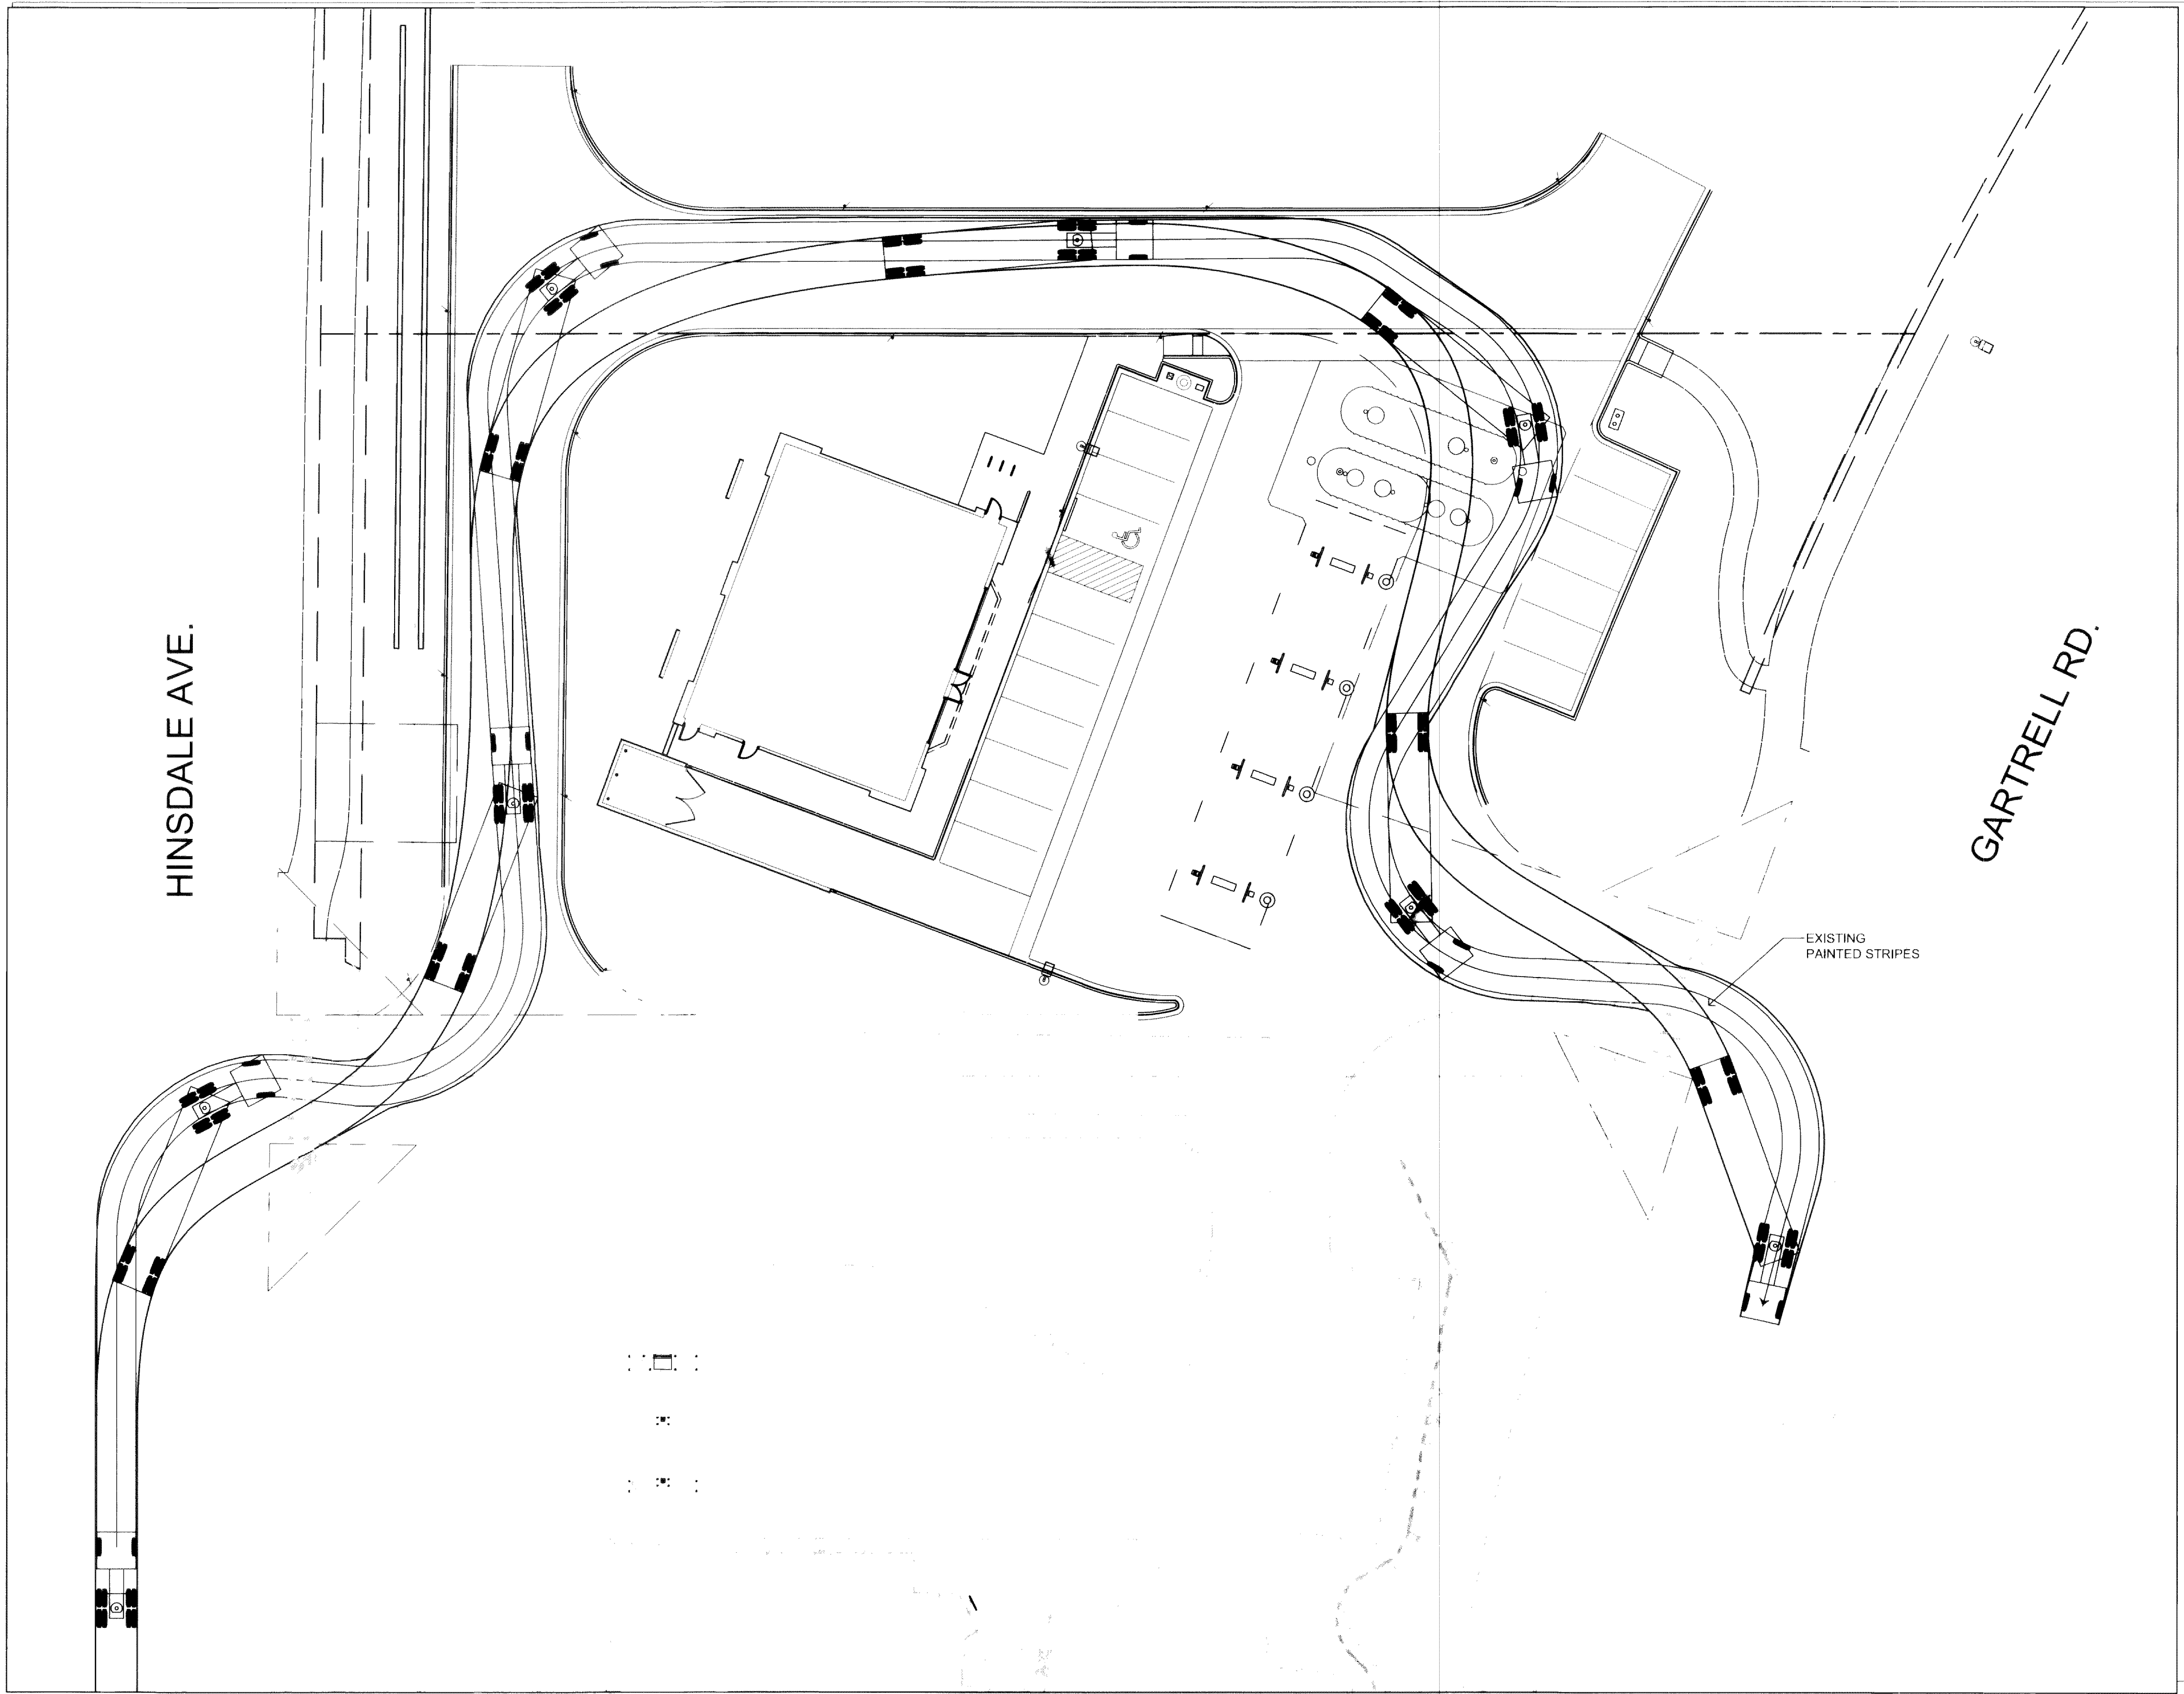 HINSDALE AVE.
GARTRELL RD.
EXISTING
PAINTED STRIPES